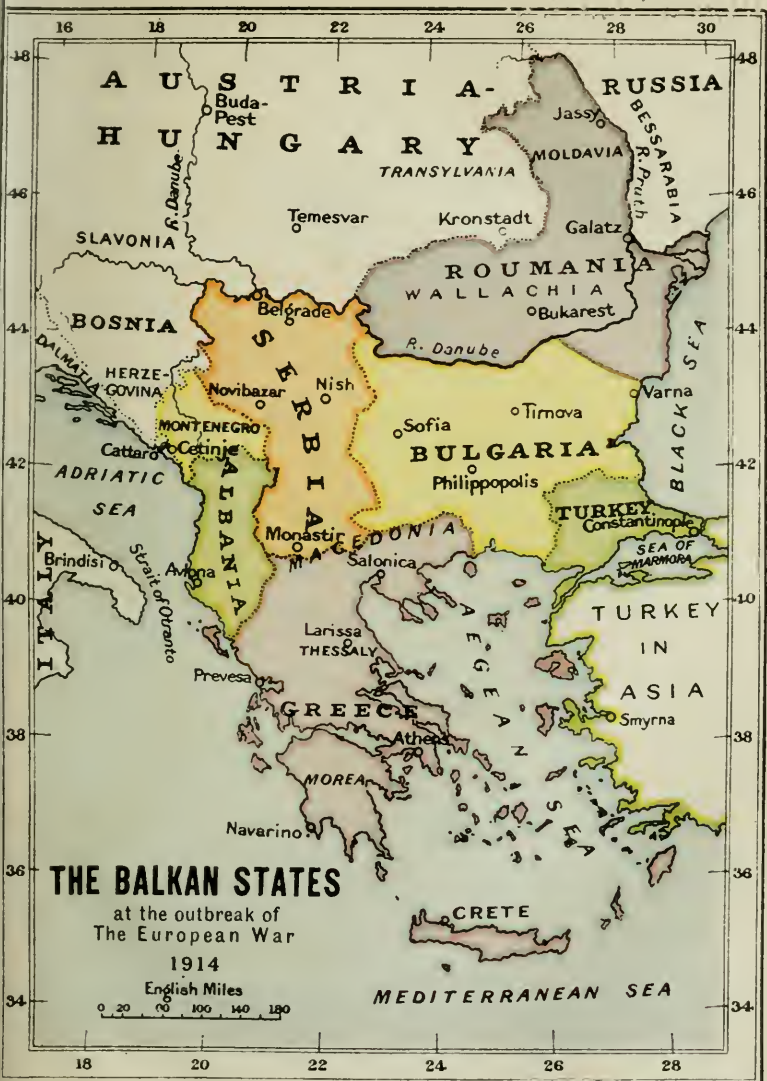 16 18 20 22 24 26 28 30
48 48
AUSTRIA-
HUNGARY
RUSSIA
Buda-
Pest
Jassy
BESSARABIA
MOLDAVIA
R. Pruth
TRANSYLVANIA
R. Danube
46 46
Temesvar
Kronstadt
Galatz
SLAVONIA
ROUMANIA
WALLACHIA
Belgrade
Bukarest
44 44
BOSNIA
DALMATIA
HERZE-
GOVINA
SERBIA
R. Danube
BLACK SEA
Novibazar
Nish
Varna
Tirnova
MONTENEGRO
Sofia
BULGARIA
Cattaro
Cetinje
42 42
ADRIATIC
SEA
ALBANIA
Philippopolis
TURKEY
Constantinople
Monastir
MACEDONIA
Salonica
SEA OF
MARMORA
Brindisi
Strait of Otranto
Avlona
ITALY
40 40
TURKEY
IN
ASIA
Larissa
THESSALY
AEGEAN SEA
Prevesa
GREECE
Smyrna
38 38
Athens
MOREA
Navarino
36 36
THE BALKAN STATES
at the outbreak of
The European War
1914
English Miles
0 20 60 100 140 180
CRETE
34 34
MEDITERRANEAN SEA
18 20 22 24 26 28